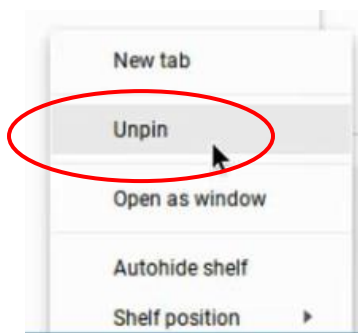 New tab
Unpin
Open as window
Autohide shelf
Shelf position